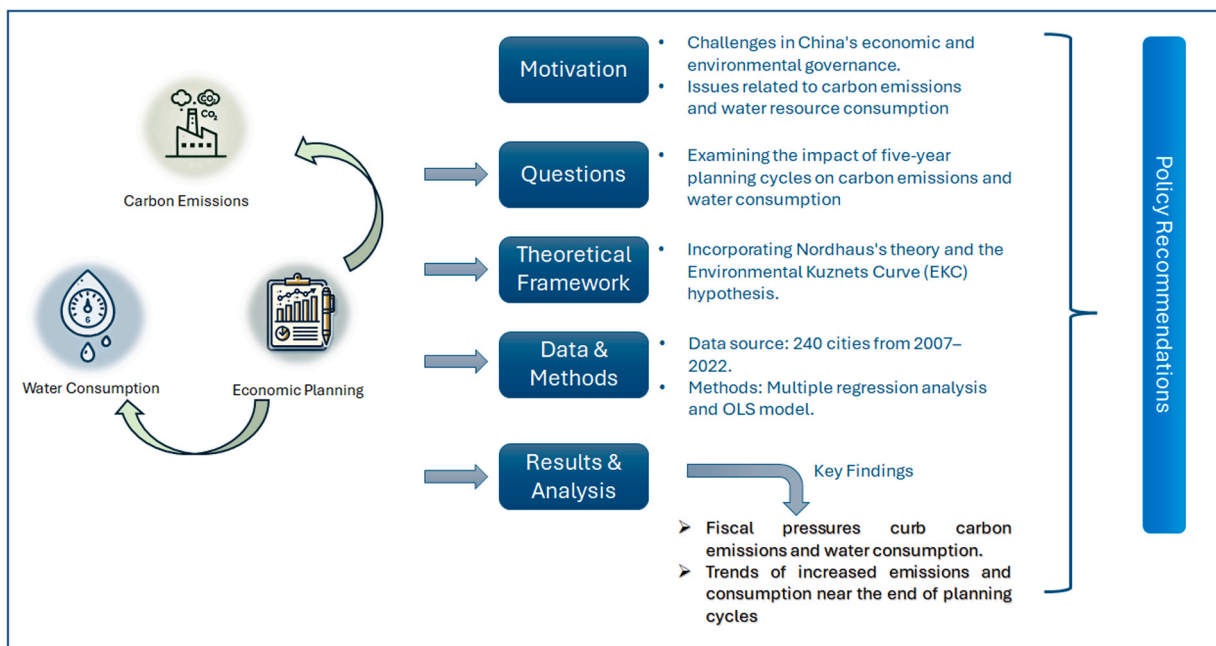 CO₂
CO₂
Carbon Emissions
6
Water Consumption
Economic Planning
Motivation
• Challenges in China's economic and
environmental governance.
• Issues related to carbon emissions
and water resource consumption
Questions
• Examining the impact of five-year
planning cycles on carbon emissions and
water consumption
Theoretical
Framework
• Incorporating Nordhaus's theory and the
Environmental Kuznets Curve (EKC)
hypothesis.
Data &
Methods
• Data source: 240 cities from 2007–
2022.
• Methods: Multiple regression analysis
and OLS model.
Results &
Analysis
Key Findings
➢ Fiscal pressures curb carbon
emissions and water consumption.
➢ Trends of increased emissions and
consumption near the end of planning
cycles
Policy Recommendations